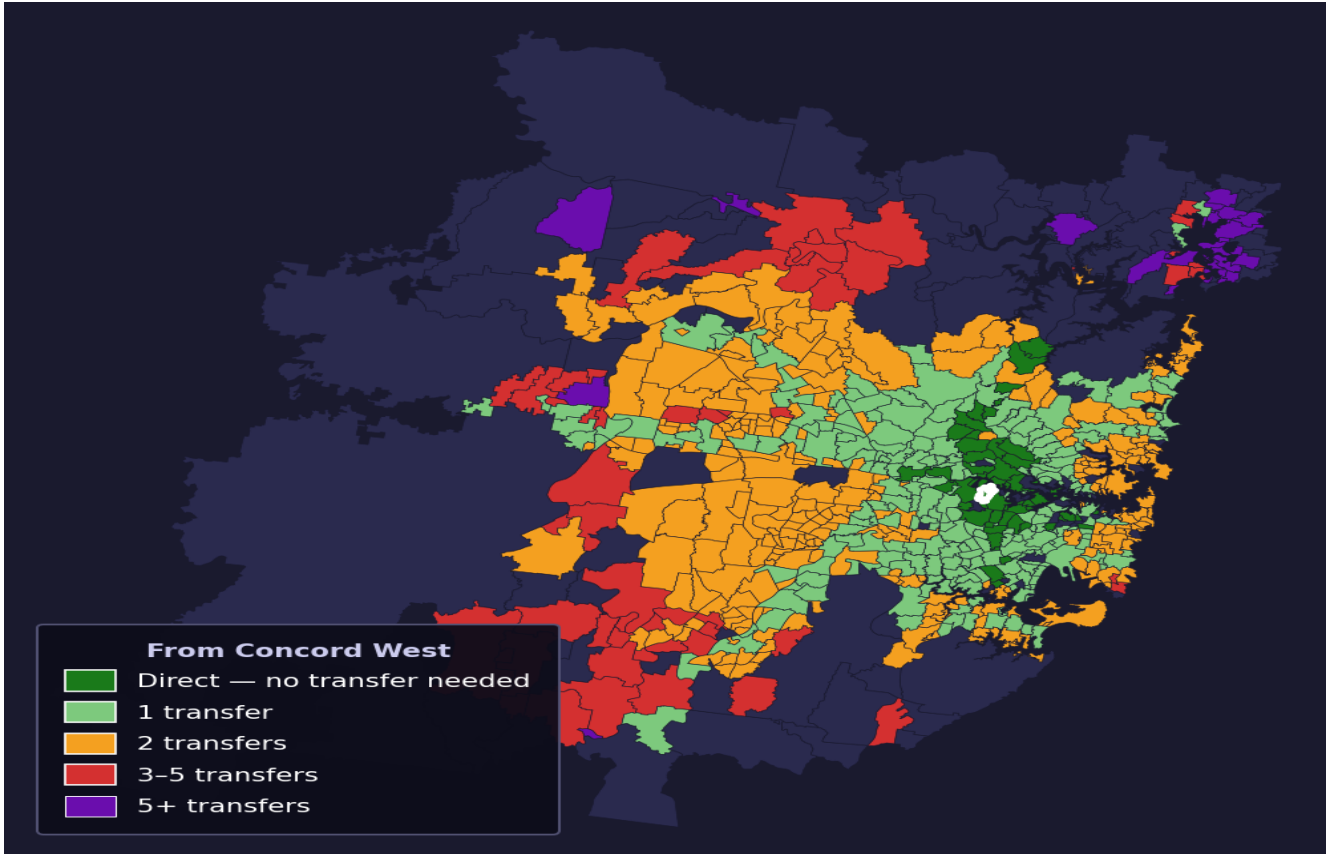 From Concord West
Direct — no transfer needed
1 transfer
2 transfers
3–5 transfers
5+ transfers